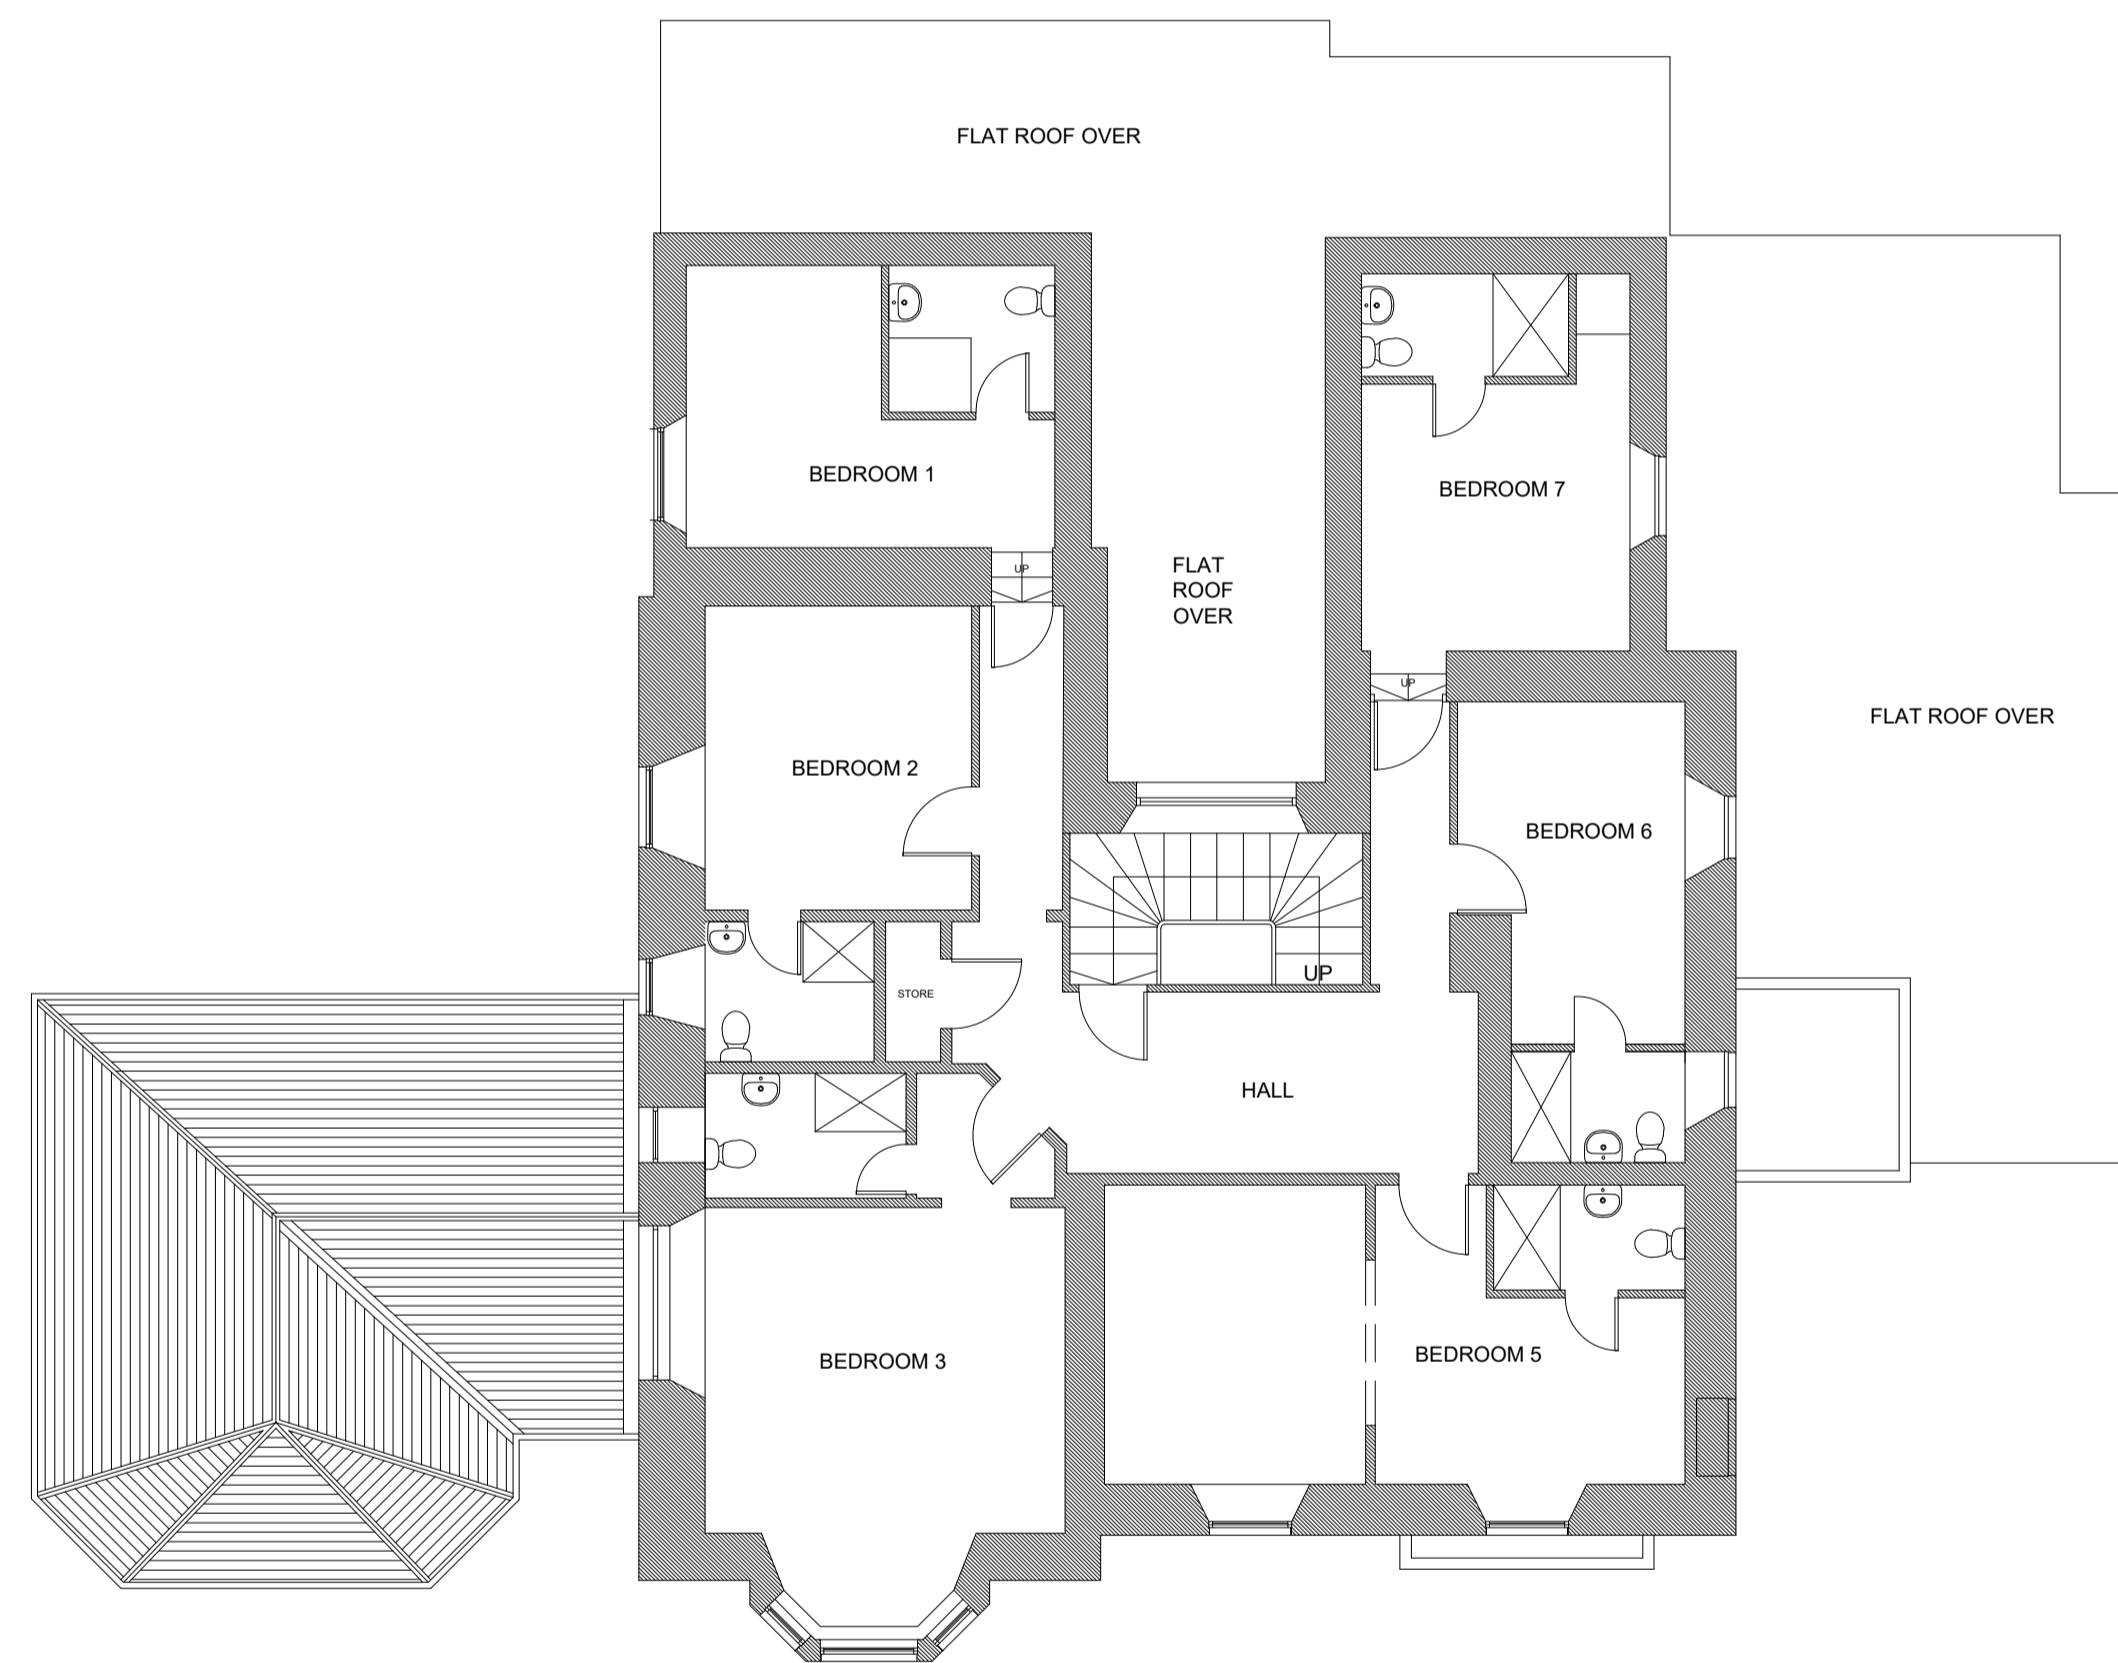 FLAT ROOF OVER
BEDROOM 1
BEDROOM 7
FLAT
ROOF
OVER
UP
UP
FLAT ROOF OVER
BEDROOM 2
BEDROOM 6
UP
STORE
HALL
BEDROOM 3
BEDROOM 5